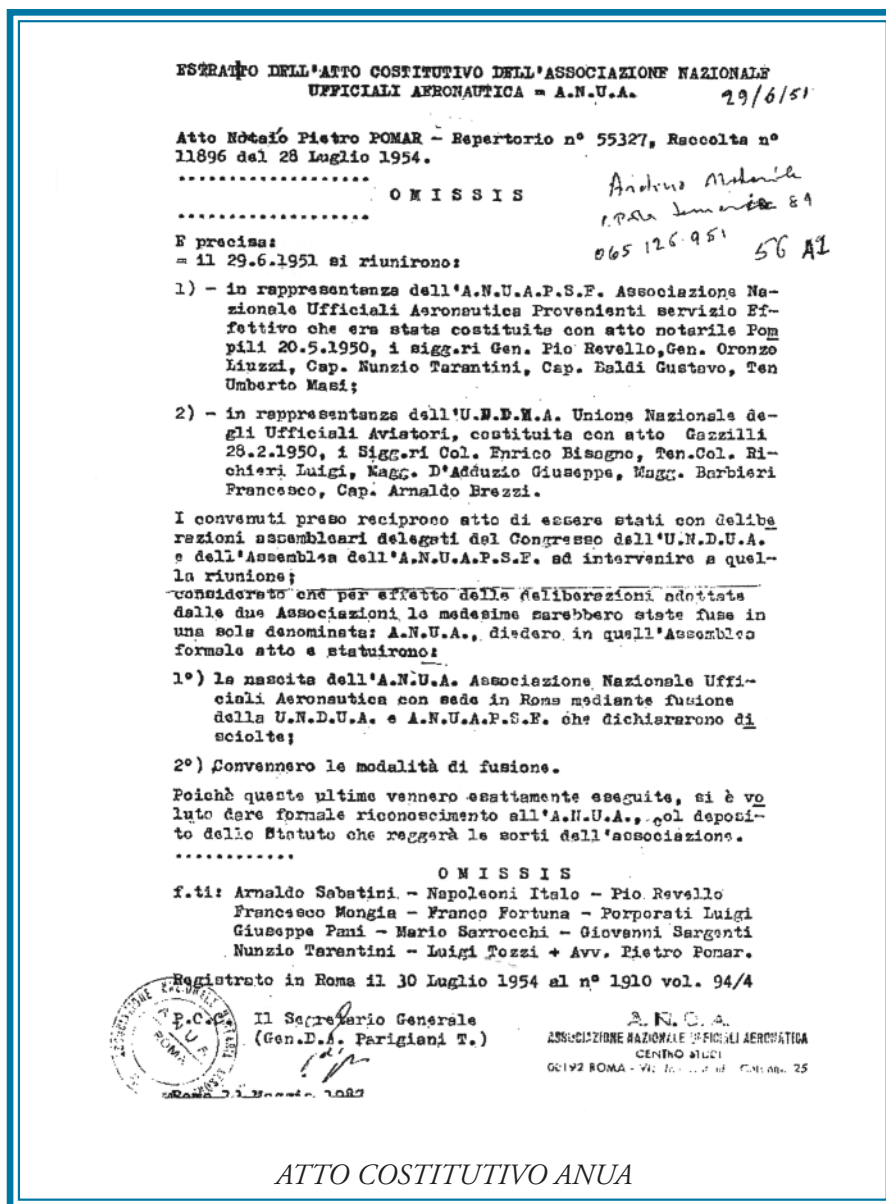 ESTRATTO DELL'ATTO COSTITUTIVO DELL'ASSOCIAZIONE NAZIONALE
UFFICIALI AERONAUTICA = A.N.U.A.
29/6/51
Atto Notaio Pietro POMAR - Repertorio n° 55327, Raccolta n°
11896 del 28 Luglio 1954.
...................
O M I S S I S
...................
065 126.951
56 A1
E precisa:
= il 29.6.1951 si riunirono:
1) - in rappresentanza dell'A.N.U.A.P.S.E. Associazione Na-
zionale Ufficiali Aeronautica Provenienti servizio Ef-
fettivo che era stata costituita con atto notarile Pom
pili 20.5.1950, i sigg.ri Gen. Pio Revello,Gen. Oronzo
Liuzzi, Cap. Nunzio Tarantini, Cap. Baldi Gustavo, Ten
Umberto Masi;
2) - in rappresentanza dell'U.N.D.U.A. Unione Nazionale de-
gli Ufficiali Aviatori, costituita con atto Gazzilli
28.2.1950, i Sigg.ri Col. Enrico Bisagno, Ten.Col. Ri-
chieri Luigi, Magg. D'Adduzio Giuseppe, Magg. Barbieri
Francesco, Cap. Arnaldo Brezzi.
I convenuti preso reciproco atto di essere stati con delibe
razioni assembleari delegati del Congresso dell'U.N.D.U.A.
e dell'Assemblea dell'A.N.U.A.P.S.E. ad intervenire a quel-
la riunione;
considerato che per effetto delle deliberazioni adottate
dalle due Associazioni le medesime sarebbero state fuse in
una sola denominata: A.N.U.A., diedero in quell'Assemblea
formale atto e statuirono:
1°) la nascita dell'A.N.U.A. Associazione Nazionale Uffi-
ciali Aeronautica con sede in Roma mediante fusione
della U.N.D.U.A. e A.N.U.A.P.S.E. che dichiararono di
sciolte;
2°) Convennero le modalità di fusione.
Poichè queste ultime vennero esattamente eseguite, si è vo
luto dare formale riconoscimento all'A.N.U.A., col deposi-
to dello Statuto che reggerà le sorti dell'associazione.
............
O M I S S I S
f.ti: Arnaldo Sabatini - Napoleoni Italo - Pio Revello
Francesco Mongia - Franco Fortuna - Porporati Luigi
Giuseppe Pani - Mario Sarrocchi - Giovanni Sargenti
Nunzio Tarentini - Luigi Tozzi + Avv. Pietro Pomar.
Registrato in Roma il 30 Luglio 1954 al n° 1910 vol. 94/4
P.C.C. Il Segretario Generale
(Gen.D.A. Parigiani T.)
A.N.U.A.
ROMA
A. N. U. A.
ASSOCIAZIONE NAZIONALE UFFICIALI AERONAUTICA
CENTRO STUDI
00192 ROMA - 25
Roma
ATTO COSTITUTIVO ANUA